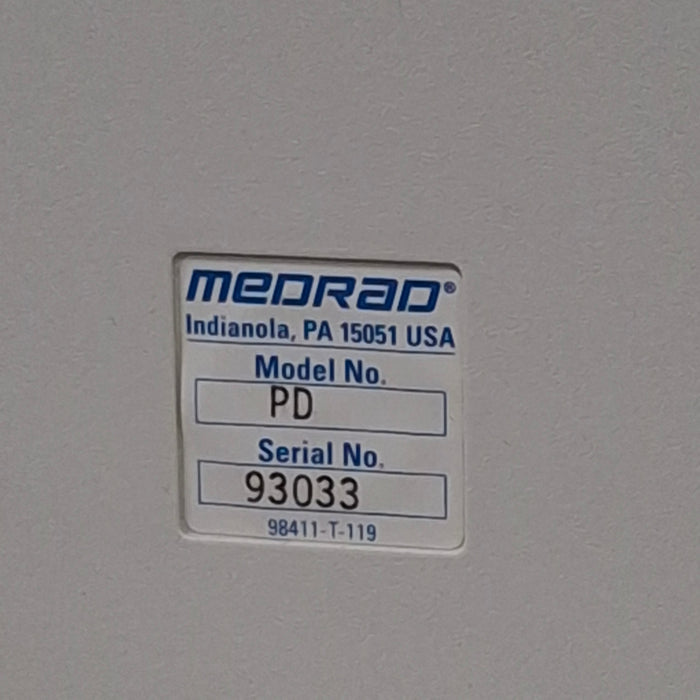 MEDRAD®
Indianola, PA 15051 USA
Model No.
PD
Serial No.
93033
98411-T-119